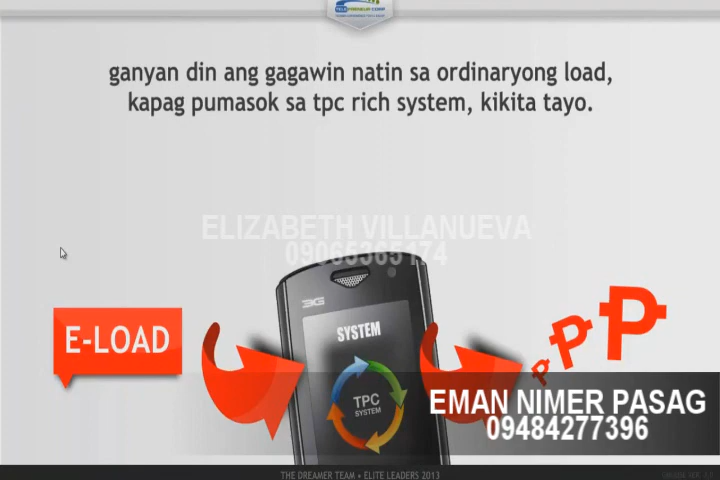 ganyan din ang gagawin natin sa ordinaryong load,
kapag pumasok sa tpc rich system, kikita tayo.
ELIZABETH VILLANUEVA
09065365174
3G
SYSTEM
E-LOAD
TPC
SYSTEM
EMAN NIMER PASAG
09484277396
THE DREAMER TEAM • ELITE LEADERS 2013